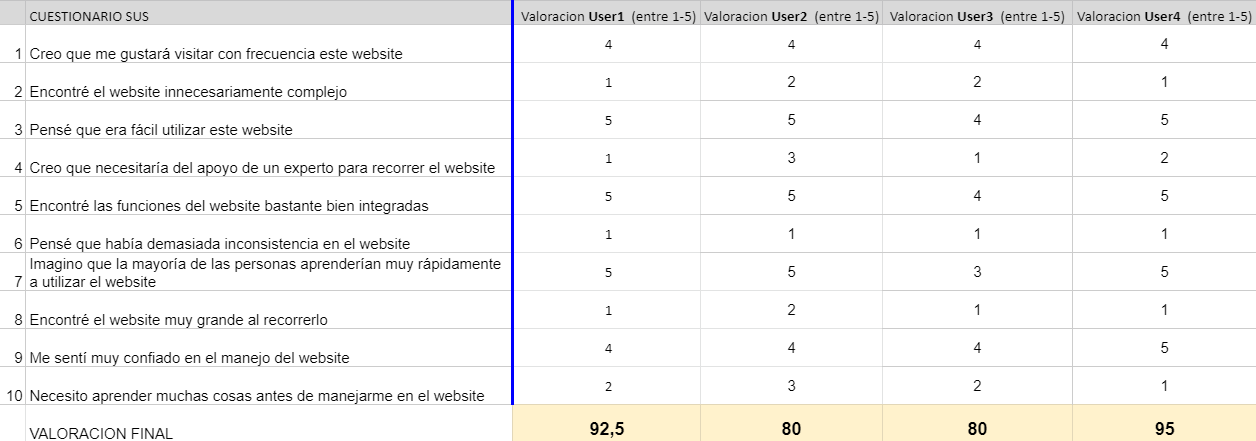 CUESTIONARIO SUS Valoracion User1 (entre 1-5) Valoracion User2 (entre 1-5) Valoracion User3 (entre 1-5) Valoracion User4 (entre 1-5)
1 Creo que me gustará visitar con frecuencia este website 4 4 4 4
2 Encontré el website innecesariamente complejo 1 2 2 1
3 Pensé que era fácil utilizar este website 5 5 4 5
4 Creo que necesitaría del apoyo de un experto para recorrer el website 1 3 1 2
5 Encontré las funciones del website bastante bien integradas 5 5 4 5
6 Pensé que había demasiada inconsistencia en el website 1 1 1 1
Imagino que la mayoría de las personas aprenderían muy rápidamente
7 a utilizar el website 5 5 3 5
8 Encontré el website muy grande al recorrerlo 1 2 1 1
9 Me sentí muy confiado en el manejo del website 4 4 4 5
10 Necesito aprender muchas cosas antes de manejarme en el website 2 3 2 1
VALORACION FINAL 92,5 80 80 95